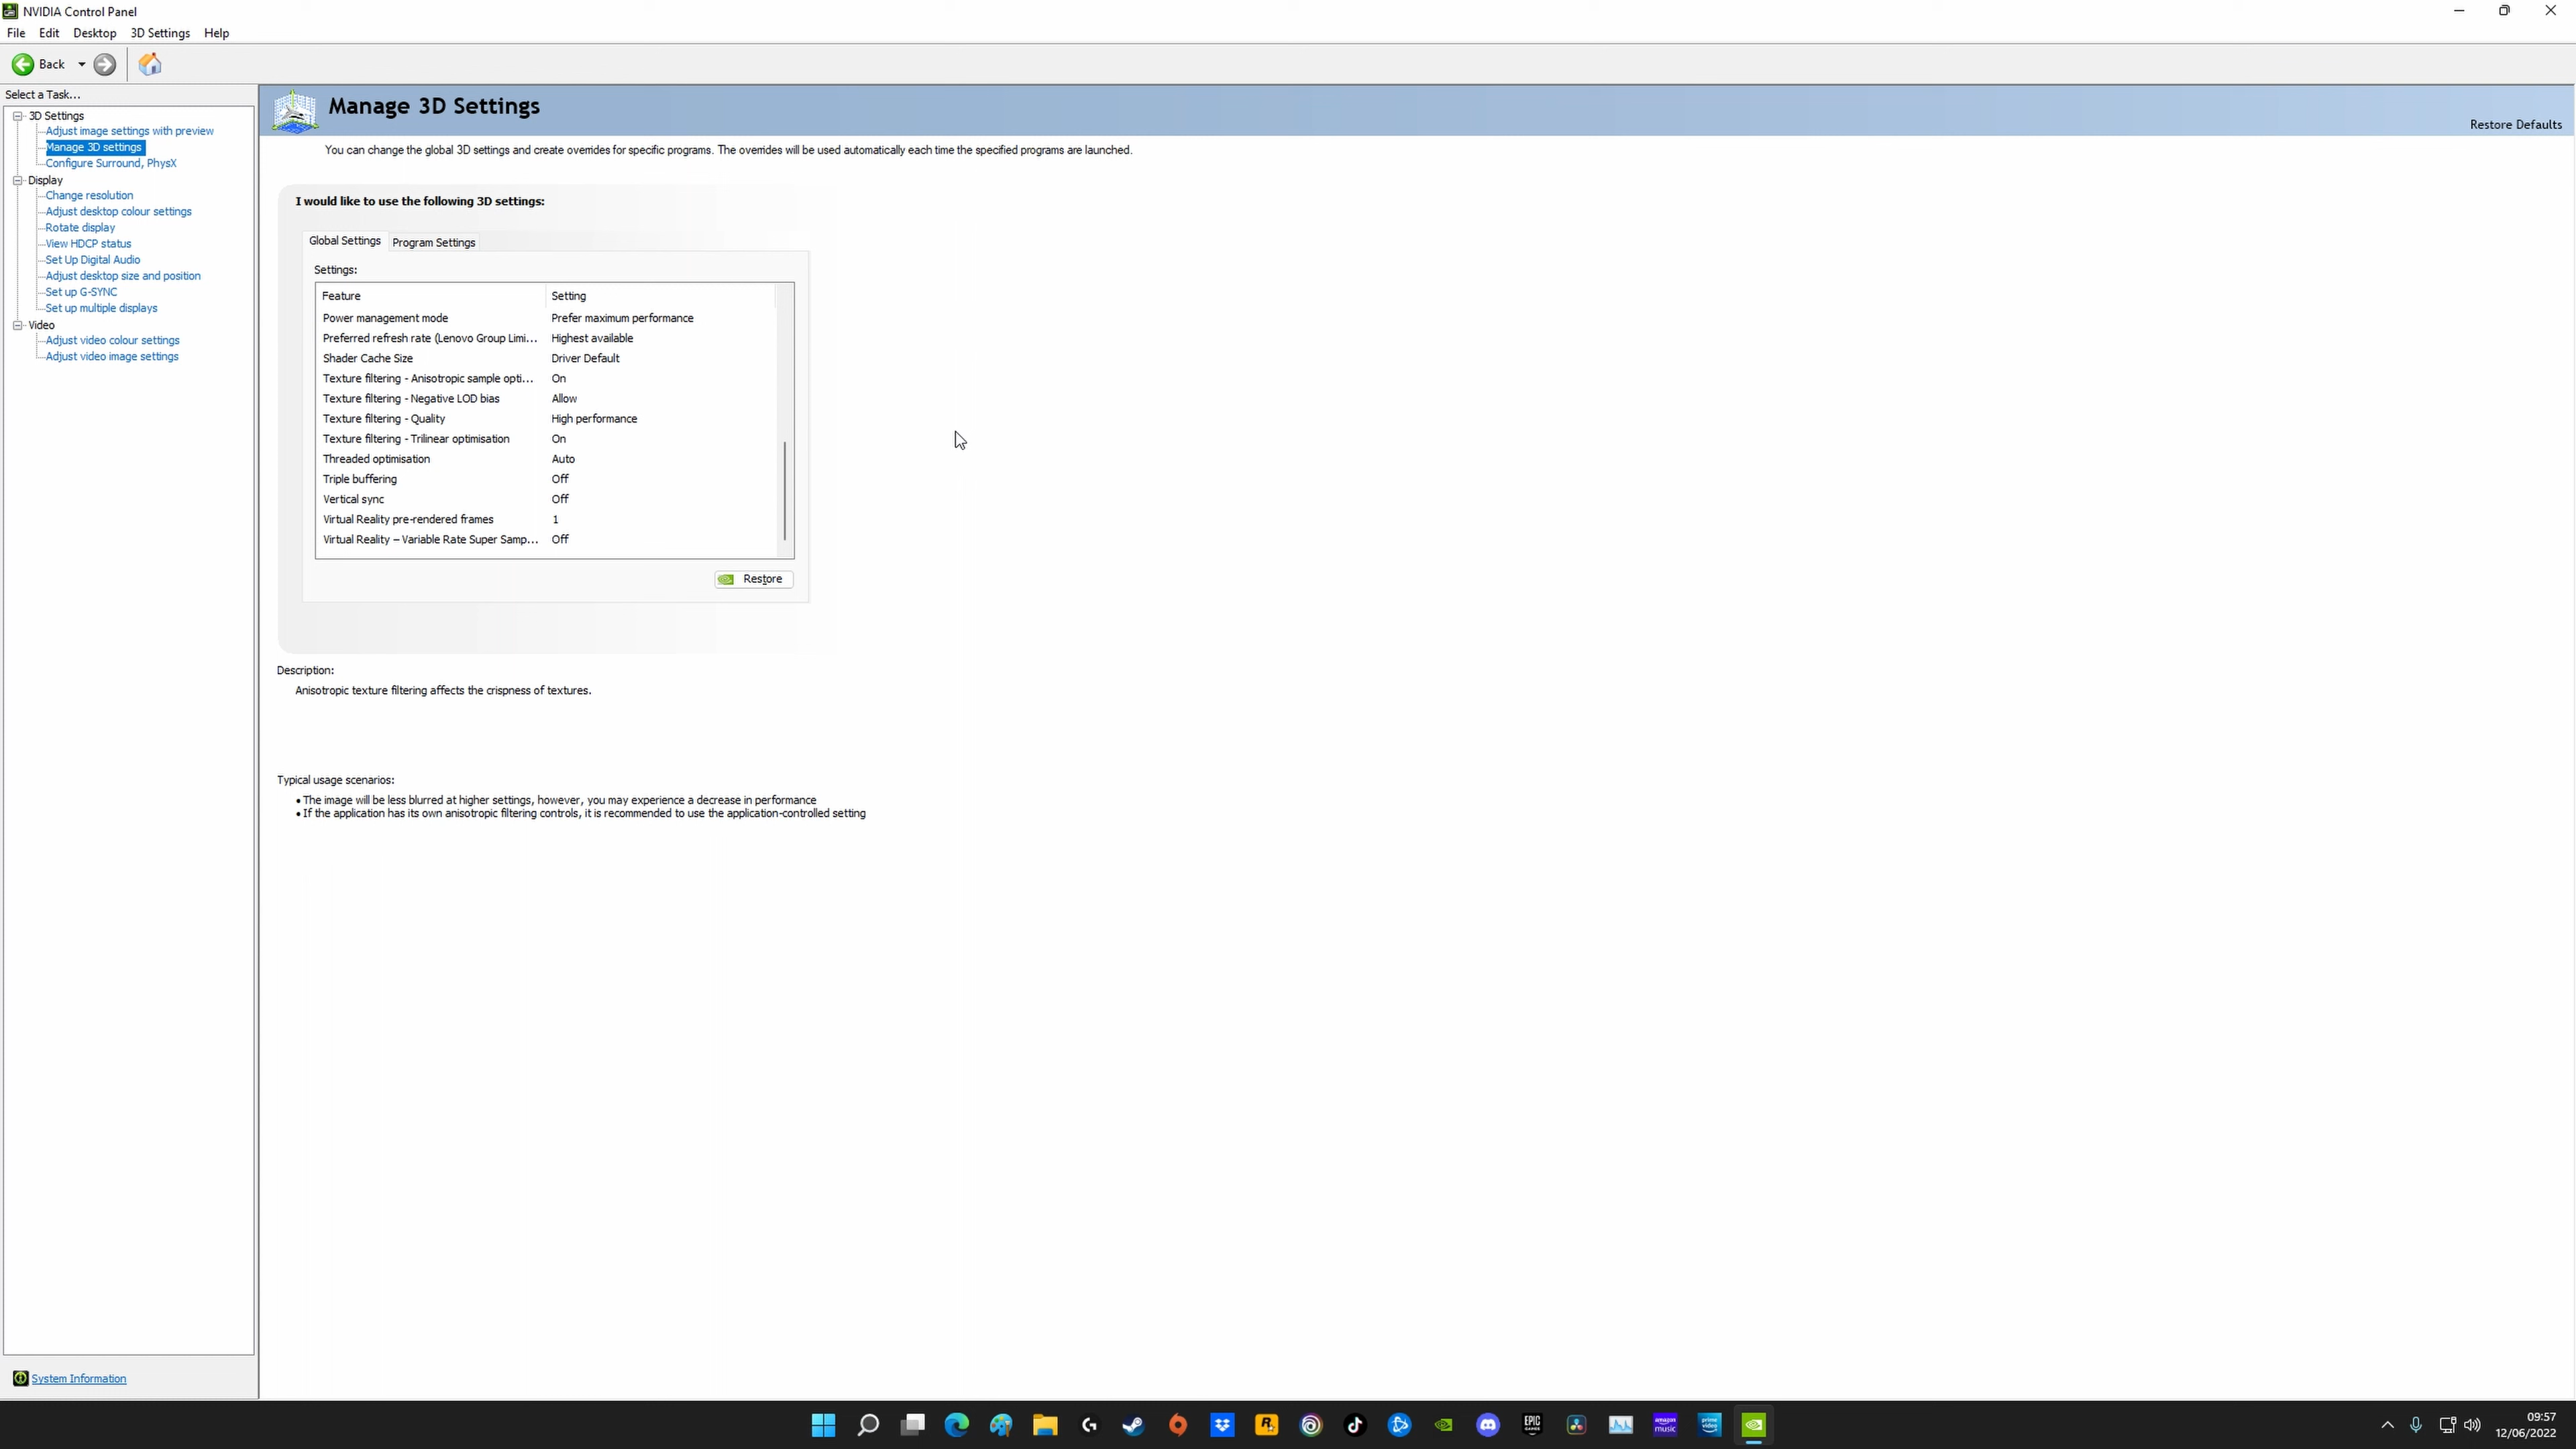 NVIDIA Control Panel
File Edit Desktop 3D Settings Help
Back
Select a Task...
3D Settings
Adjust image settings with preview
Manage 3D settings
Configure Surround, PhysX
Display
Change resolution
Adjust desktop colour settings
Rotate display
View HDCP status
Set Up Digital Audio
Adjust desktop size and position
Set up G-SYNC
Set up multiple displays
Video
Adjust video colour settings
Adjust video image settings
System Information
Manage 3D Settings
Restore Defaults
You can change the global 3D settings and create overrides for specific programs. The overrides will be used automatically each time the specified programs are launched.
I would like to use the following 3D settings:
Global Settings Program Settings
Settings:
Feature Setting
Power management mode Prefer maximum performance
Preferred refresh rate (Lenovo Group Limi... Highest available
Shader Cache Size Driver Default
Texture filtering - Anisotropic sample opti... On
Texture filtering - Negative LOD bias Allow
Texture filtering - Quality High performance
Texture filtering - Trilinear optimisation On
Threaded optimisation Auto
Triple buffering Off
Vertical sync Off
Virtual Reality pre-rendered frames 1
Virtual Reality – Variable Rate Super Samp... Off
Restore
Description:
Anisotropic texture filtering affects the crispness of textures.
Typical usage scenarios:
• The image will be less blurred at higher settings, however, you may experience a decrease in performance
• If the application has its own anisotropic filtering controls, it is recommended to use the application-controlled setting
EPIC GAMES
amazon music
prime video
09:57
12/06/2022